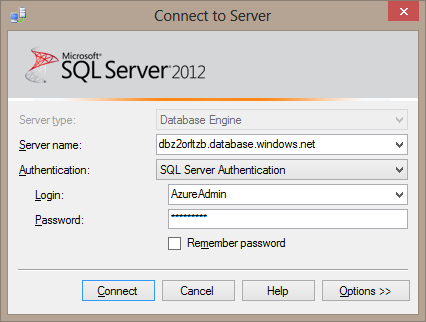 Connect to Server
Microsoft
SQL Server 2012
Server type: Database Engine
Server name: dbz2orltzb.database.windows.net
Authentication: SQL Server Authentication
Login: AzureAdmin
Password: *********
Remember password
Connect Cancel Help Options >>